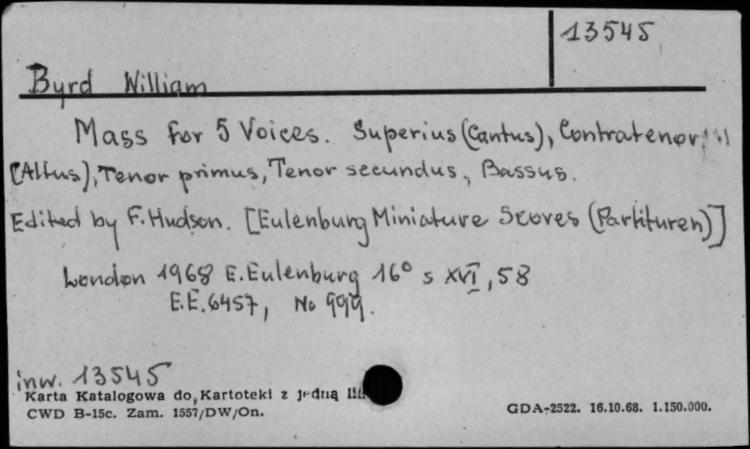 13545
Byrd William
Mass for 5 Voices. Superius (Cantus), Contratenor
(Altus), Tenor primus, Tenor secundus, Bassus.
Edited by F. Hudson. [Eulenburg Miniature Scores (Partituren)]
London 1968 E. Eulenburg 16° s XVI, 58
E.E. 6457, No 999.
inw. 13545
Karta Katalogowa do Kartoteki z jedną
CWD B-15c. Zam. 1557/DW/On.
GDA-2522. 16.10.68. 1.150.000.